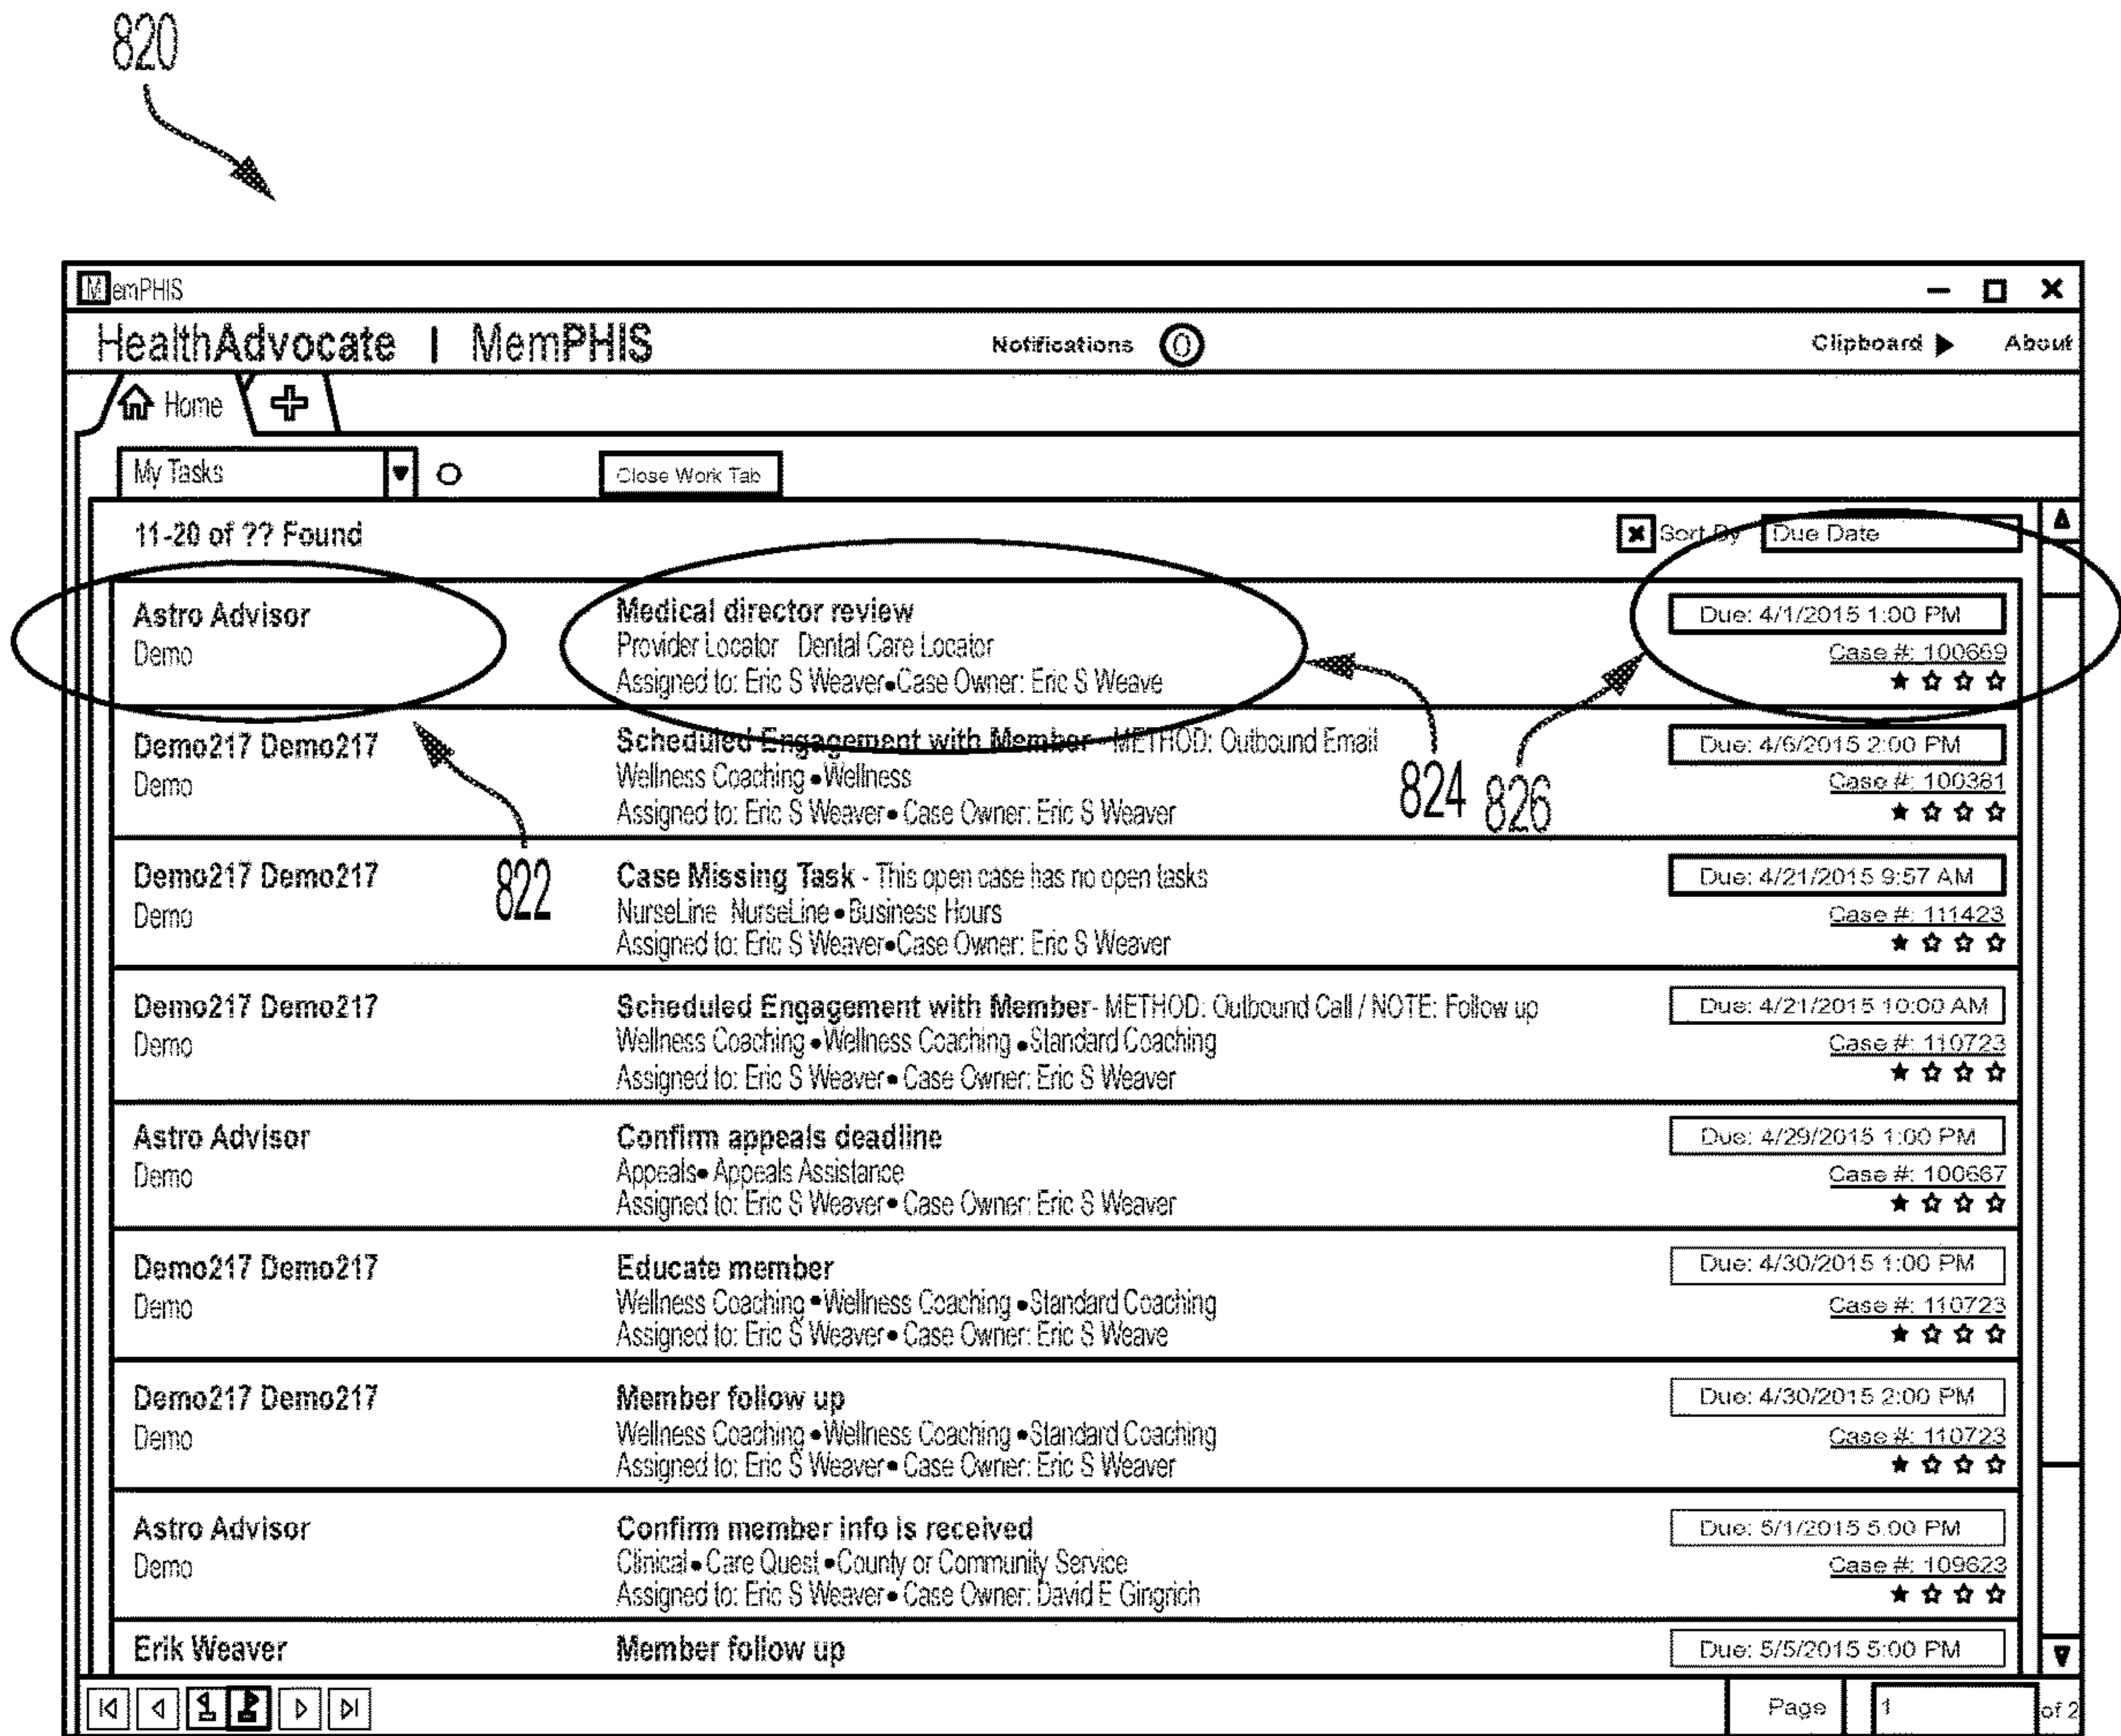 820
MemPHIS
HealthAdvocate | MemPHIS Notifications 0 Clipboard About
Home
My Tasks Close Work Tab
11-20 of ?? Found Sort By Due Date
Astro Advisor Medical director review Due: 4/1/2015 1:00 PM
Demo Provider Locator Dental Care Locator Case #: 100669
Assigned to: Eric S Weaver•Case Owner: Eric S Weave
Demo217 Demo217 Scheduled Engagement with Member - METHOD: Outbound Email Due: 4/6/2015 2:00 PM
Demo Wellness Coaching •Wellness Case #: 100381
Assigned to: Eric S Weaver• Case Owner: Eric S Weaver
824 826
Demo217 Demo217 Case Missing Task - This open case has no open tasks Due: 4/21/2015 9:57 AM
822
Demo NurseLine NurseLine •Business Hours Case #: 111423
Assigned to: Eric S Weaver•Case Owner: Eric S Weaver
Demo217 Demo217 Scheduled Engagement with Member- METHOD: Outbound Call / NOTE: Follow up Due: 4/21/2015 10:00 AM
Demo Wellness Coaching •Wellness Coaching •Standard Coaching Case #: 110723
Assigned to: Eric S Weaver• Case Owner: Eric S Weaver
Astro Advisor Confirm appeals deadline Due: 4/29/2015 1:00 PM
Demo Appeals• Appeals Assistance Case #: 100667
Assigned to: Eric S Weaver• Case Owner: Eric S Weaver
Demo217 Demo217 Educate member Due: 4/30/2015 1:00 PM
Demo Wellness Coaching •Wellness Coaching •Standard Coaching Case #: 110723
Assigned to: Eric S Weaver• Case Owner: Eric S Weave
Demo217 Demo217 Member follow up Due: 4/30/2015 2:00 PM
Demo Wellness Coaching •Wellness Coaching •Standard Coaching Case #: 110723
Assigned to: Eric S Weaver• Case Owner: Eric S Weaver
Astro Advisor Confirm member info is received Due: 5/1/2015 5:00 PM
Demo Clinical • Care Quest •County or Community Service Case #: 109623
Assigned to: Eric S Weaver• Case Owner: David E Gingrich
Erik Weaver Member follow up Due: 5/5/2015 5:00 PM
1 2 Page 1 of 2